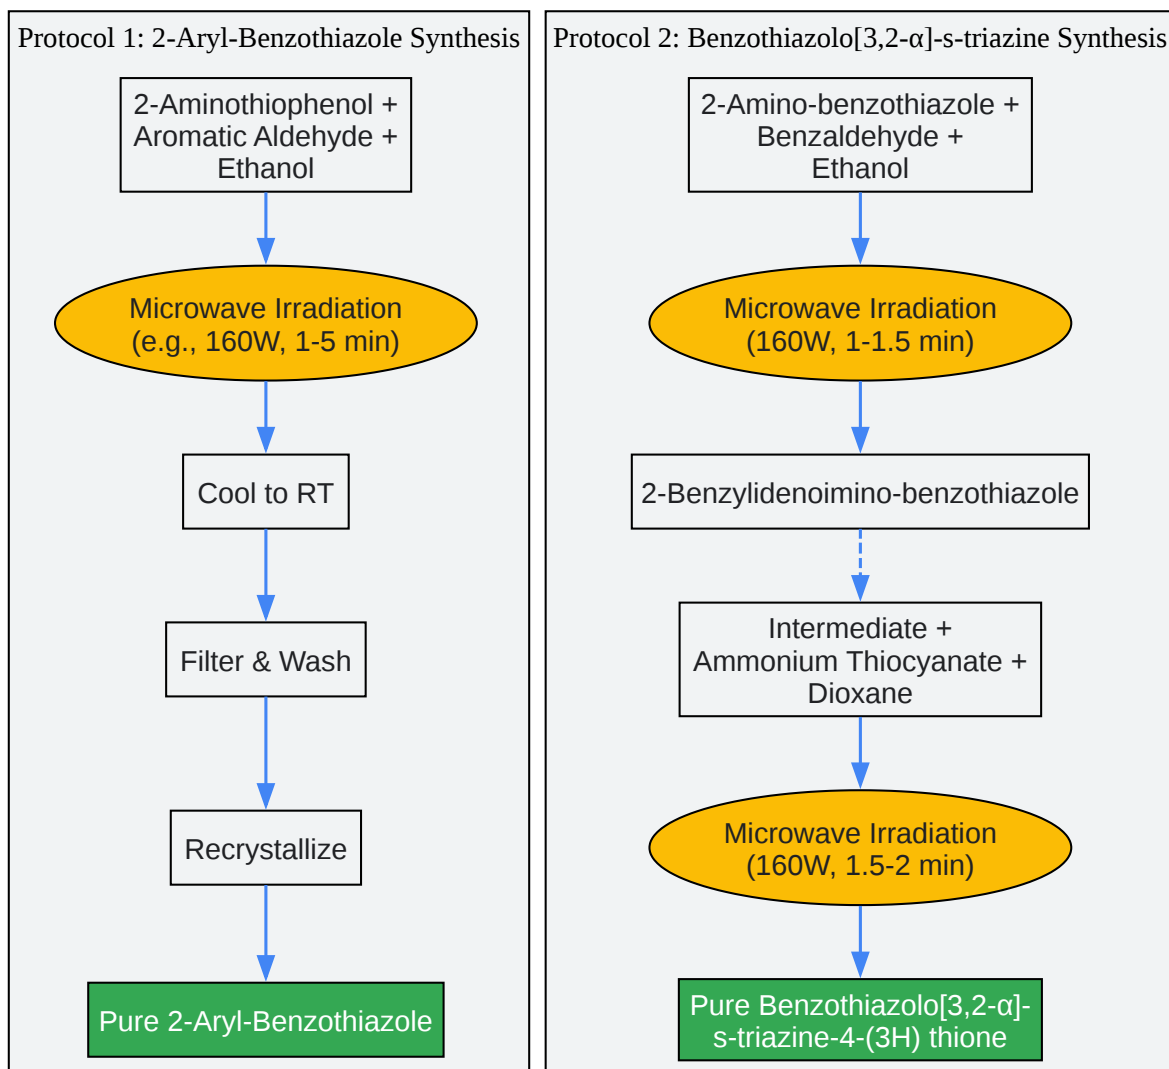 Protocol 1: 2-Aryl-Benzothiazole Synthesis
2-Aminothiophenol +
Aromatic Aldehyde +
Ethanol
Microwave Irradiation
(e.g., 160W, 1-5 min)
Cool to RT
Filter & Wash
Recrystallize
Pure 2-Aryl-Benzothiazole
Protocol 2: Benzothiazolo[3,2-α]-s-triazine Synthesis
2-Amino-benzothiazole +
Benzaldehyde +
Ethanol
Microwave Irradiation
(160W, 1-1.5 min)
2-Benzylidenoimino-benzothiazole
Intermediate +
Ammonium Thiocyanate +
Dioxane
Microwave Irradiation
(160W, 1.5-2 min)
Pure Benzothiazolo[3,2-α]-
s-triazine-4-(3H) thione